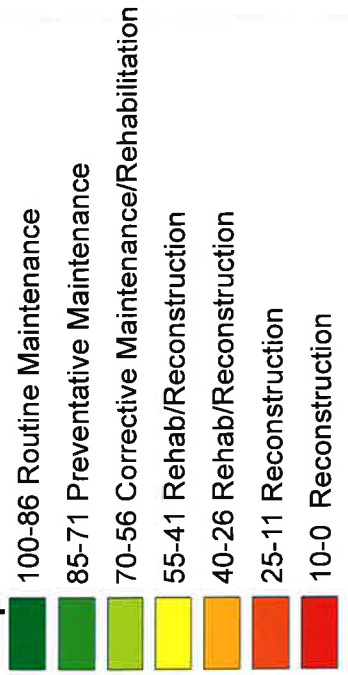 100-86 Routine Maintenance
85-71 Preventative Maintenance
70-56 Corrective Maintenance/Rehabilitation
55-41 Rehab/Reconstruction
40-26 Rehab/Reconstruction
25-11 Reconstruction
10-0 Reconstruction